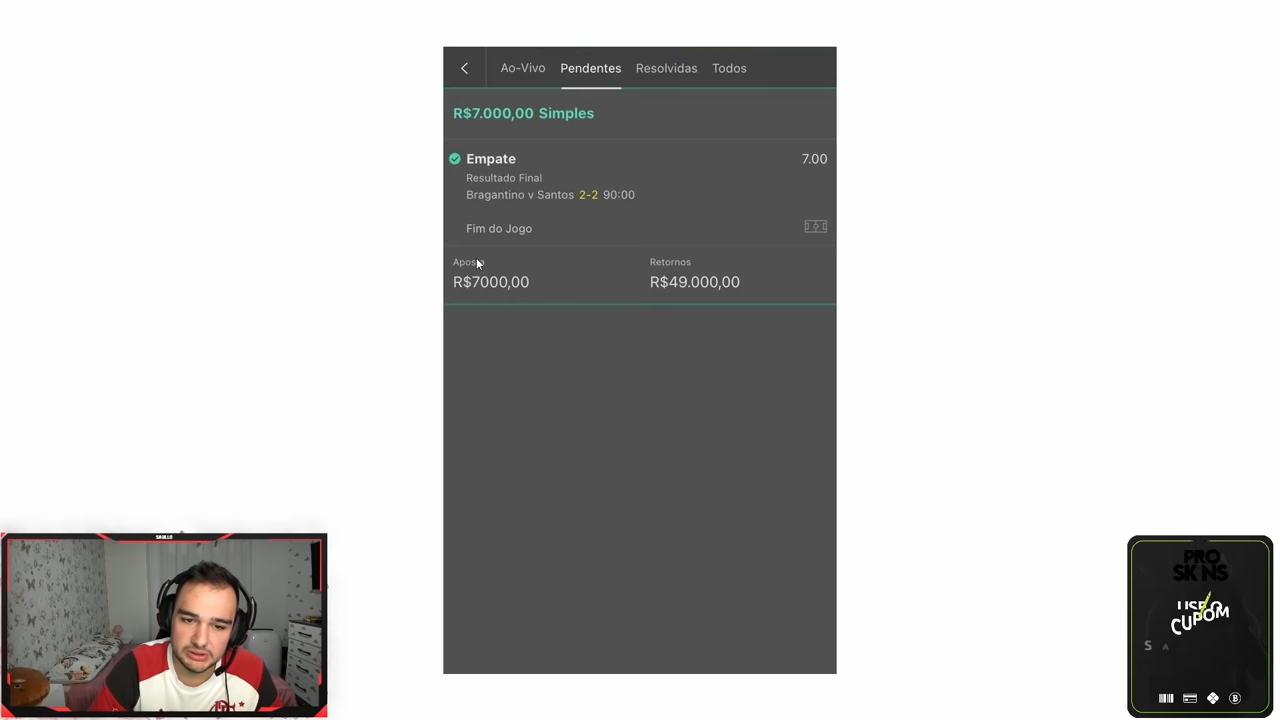 Ao-Vivo Pendentes Resolvidas Todos
R$7.000,00 Simples
Empate 7.00
Resultado Final
Bragantino v Santos 2-2 90:00
Fim do Jogo
Retornos
R$7000,00 R$49.000,00
PRO
SKINS
USE O
CUPOM
S A